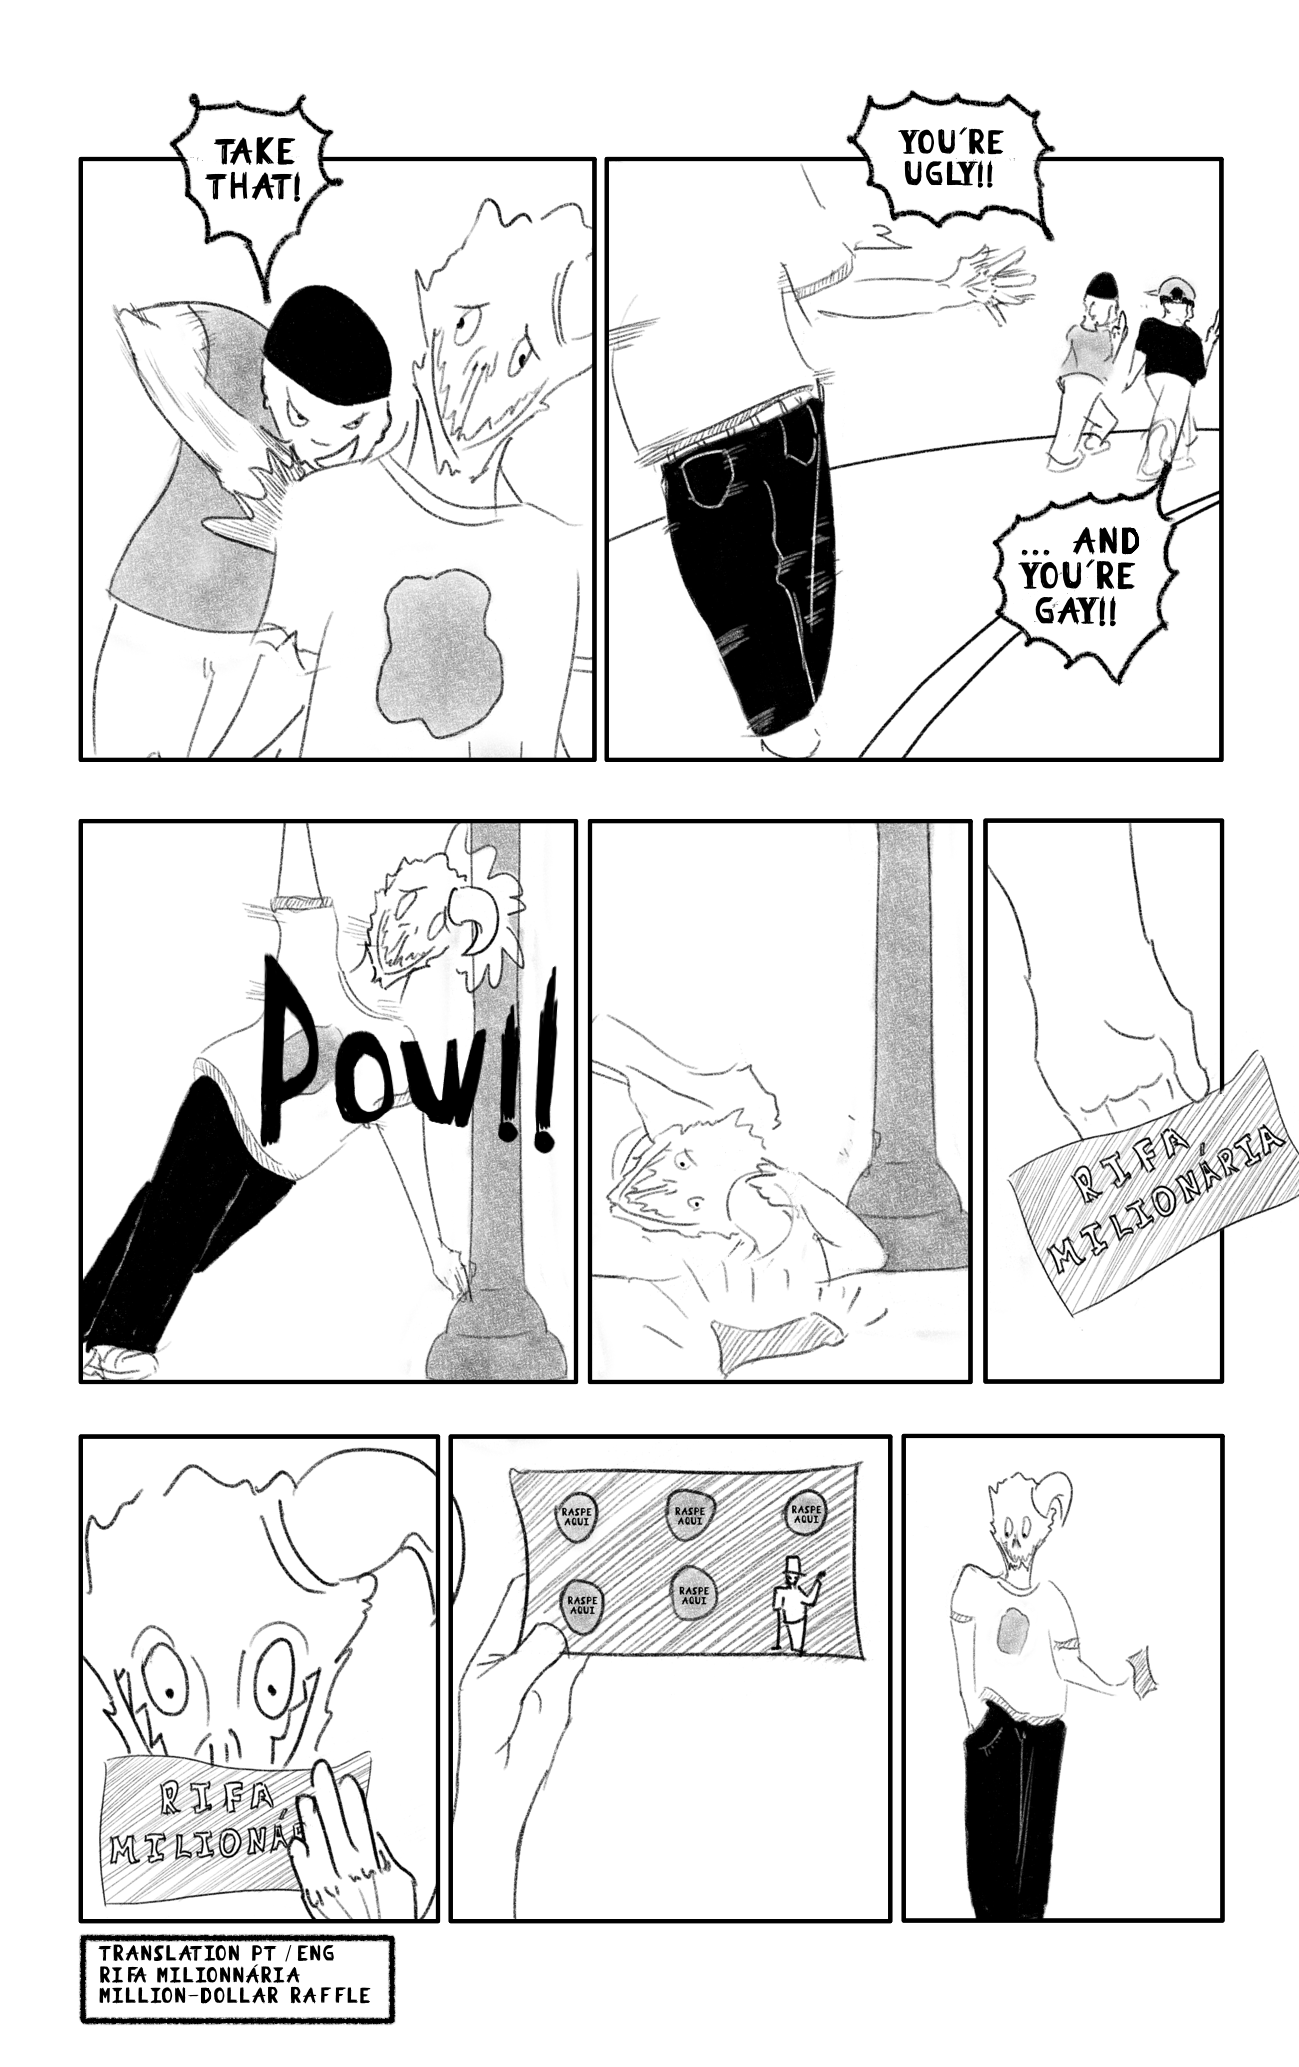 TAKE
THAT!
YOU'RE
UGLY!!
... AND
YOU'RE
GAY!!
POW!!
RIFA
MILIONÁRIA
RIFA
MILIONÁR
RASPE
AQUI
RASPE
AQUI
RASPE
AQUI
RASPE
AQUI
RASPE
AQUI
TRANSLATION PT / ENG
RIFA MILIONNÁRIA
MILLION-DOLLAR RAFFLE